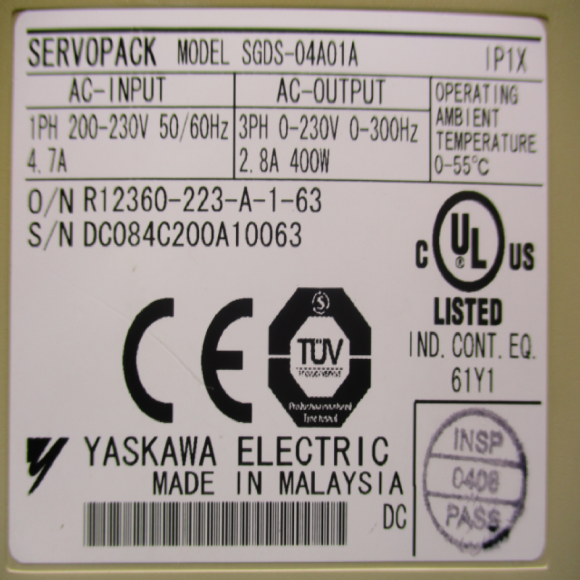 SERVOPACK MODEL SGDS-04A01A IP1X
AC-INPUT
1PH 200-230V 50/60Hz
4.7A
AC-OUTPUT
3PH 0-230V 0-300Hz
2.8A 400W
OPERATING
AMBIENT
TEMPERATURE
0-55°C
O/N R12360-223-A-1-63
S/N DC084C200A10063
C UL ® US
LISTED
IND. CONT. EQ.
61Y1
CE
TÜV
YASKAWA ELECTRIC
MADE IN MALAYSIA
DC
INSP
0408
PASS